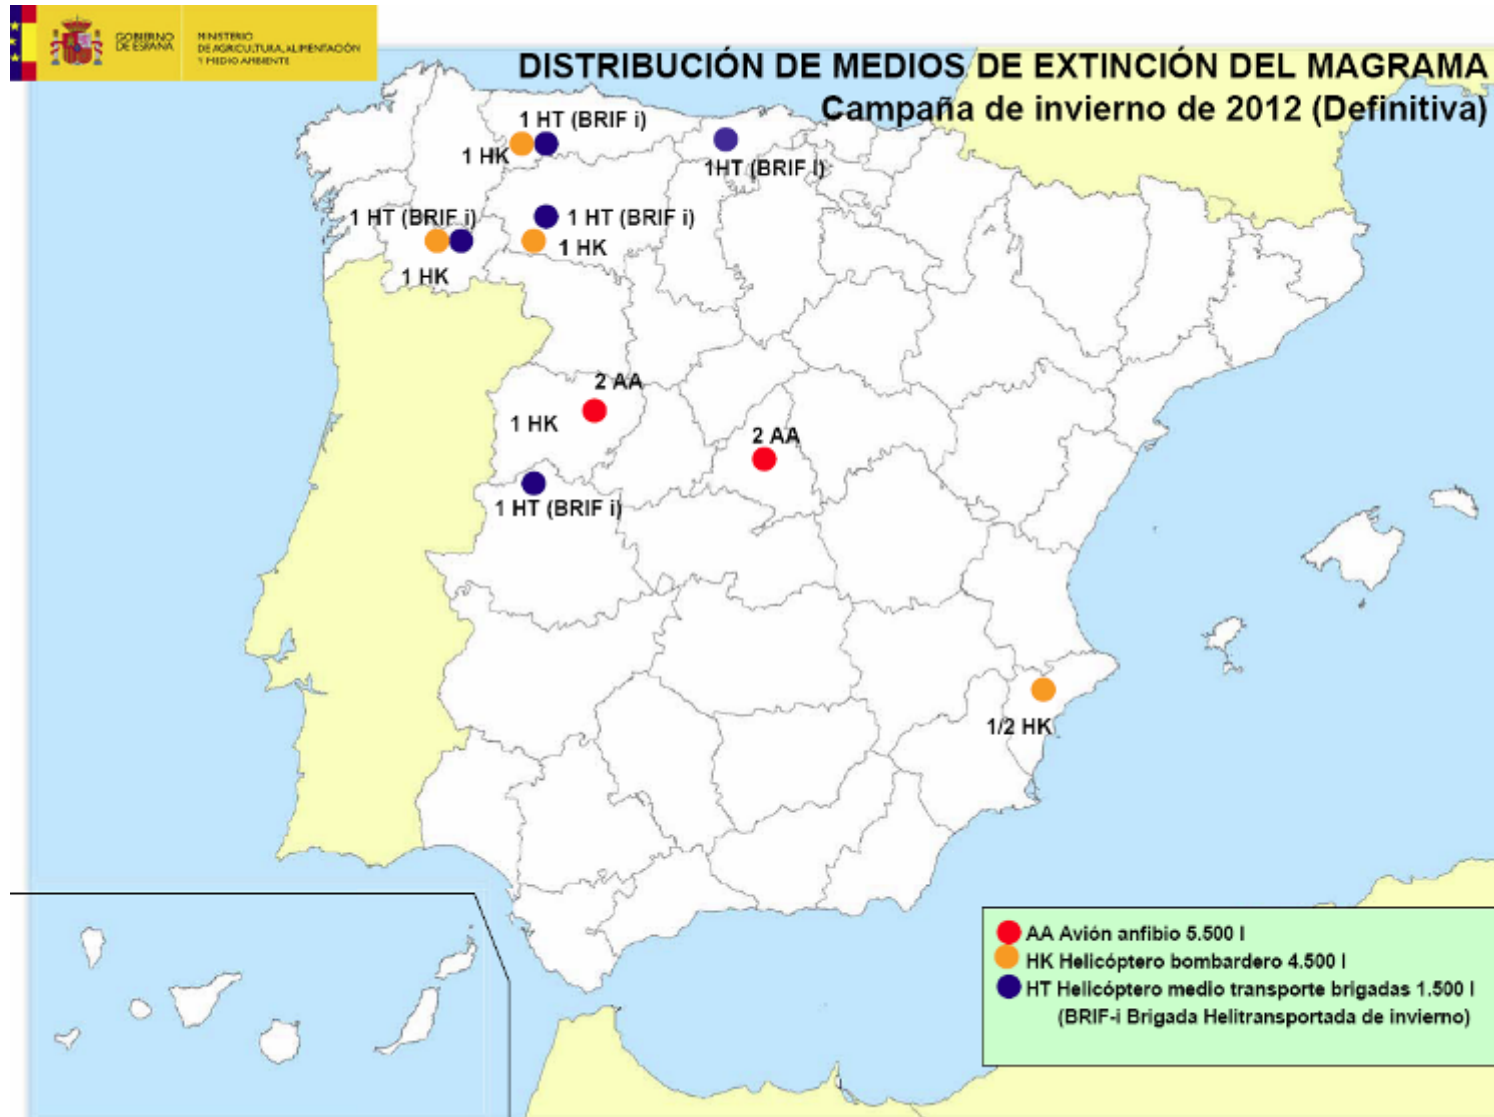 GOBIERNO
DE ESPAÑA
MINISTERIO
DE AGRICULTURA, ALIMENTACIÓN
Y MEDIO AMBIENTE
DISTRIBUCIÓN DE MEDIOS DE EXTINCIÓN DEL MAGRAMA
Campaña de invierno de 2012 (Definitiva)
1 HT (BRIF i)
1 HK
1HT (BRIF I)
1 HT (BRIF i)
1 HK
1 HT (BRIF i)
1 HK
2 AA
1 HK
2 AA
1 HT (BRIF i)
1/2 HK
AA Avión anfibio 5.500 l
HK Helicóptero bombardero 4.500 l
HT Helicóptero medio transporte brigadas 1.500 l
(BRIF-i Brigada Helitransportada de invierno)